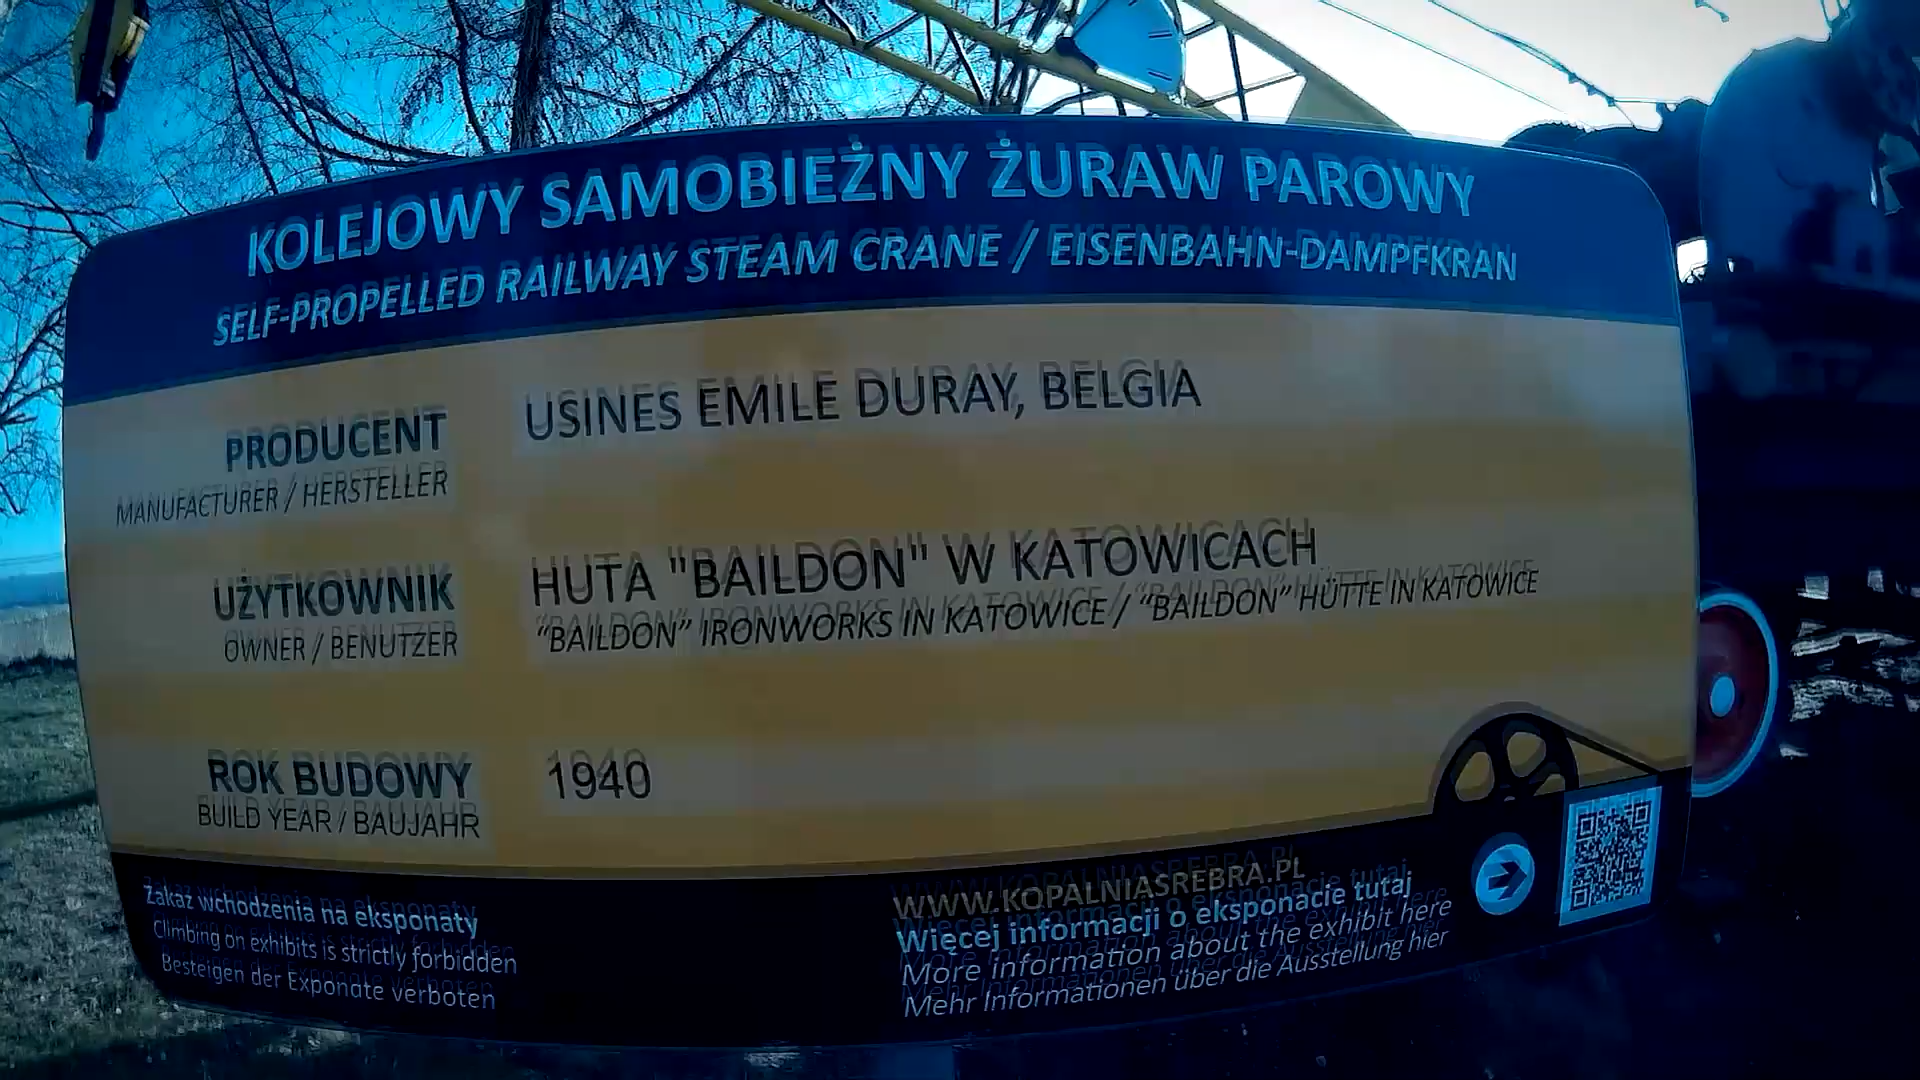 KOLEJOWY SAMOBIEŻNY ŻURAW PAROWY
SELF-PROPELLED RAILWAY STEAM CRANE / EISENBAHN-DAMPFKRAN
PRODUCENT
MANUFACTURER / HERSTELLER
USINES EMILE DURAY, BELGIA
UŻYTKOWNIK
OWNER / BENUTZER
HUTA "BAILDON" W KATOWICACH
“BAILDON” IRONWORKS IN KATOWICE / “BAILDON” HÜTTE IN KATOWICE
ROK BUDOWY
BUILD YEAR / BAUJAHR
1940
Zakaz wchodzenia na eksponaty
Climbing on exhibits is strictly forbidden
Besteigen der Exponate verboten
WWW.KOPALNIASREBRA.PL
Więcej informacji o eksponacie tutaj
More information about the exhibit here
Mehr Informationen über die Ausstellung hier